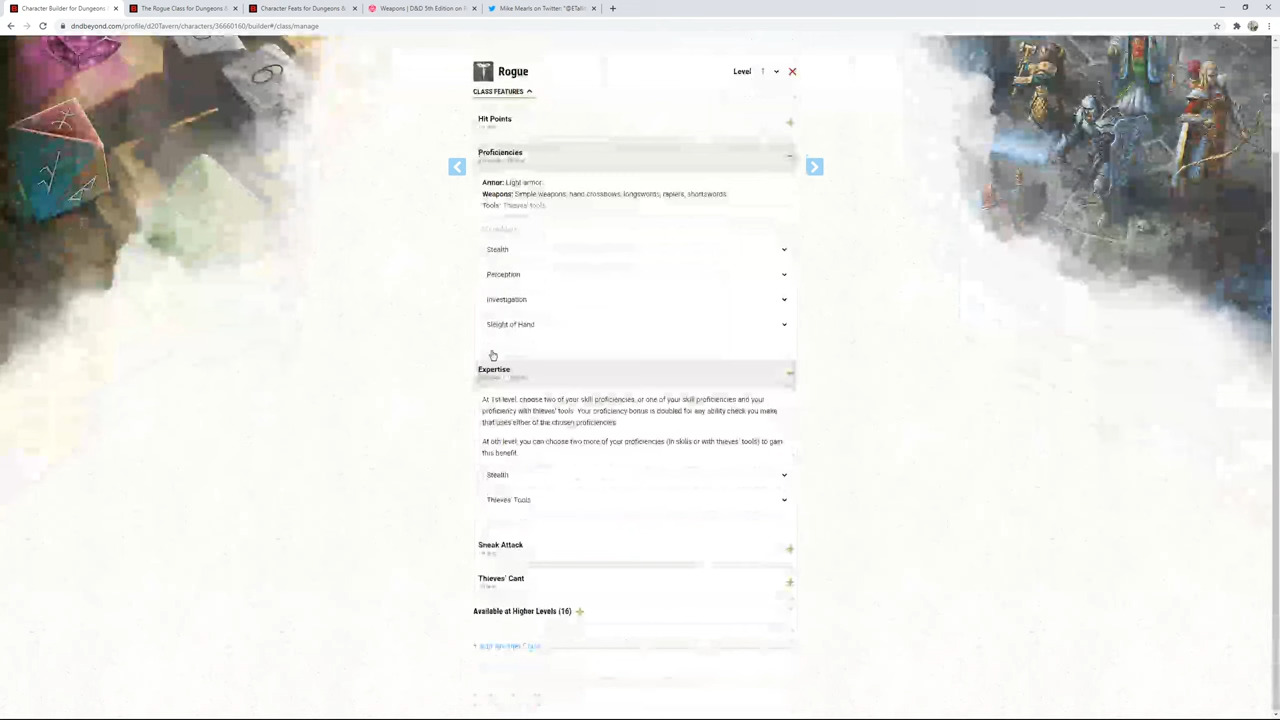 Character Builder for Dungeons &
The Rogue Class for Dungeons &
Character Feats for Dungeons &
Weapons | D&D 5th Edition on R
Mike Mearls on Twitter: "@ETall
dndbeyond.com/profile/d20Tavern/characters/36660160/builder#/class/manage
Rogue
Level 1
CLASS FEATURES
Hit Points
Proficiencies
Armor: Light armor
Weapons: Simple weapons, hand crossbows, longswords, rapiers, shortswords
Tools: Thieves' tools
Stealth
Perception
Investigation
Sleight of Hand
Expertise
At 1st level, choose two of your skill proficiencies, or one of your skill proficiencies and your
proficiency with thieves' tools. Your proficiency bonus is doubled for any ability check you make
that uses either of the chosen proficiencies.
At 6th level, you can choose two more of your proficiencies (in skills or with thieves' tools) to gain
this benefit.
Stealth
Thieves' Tools
Sneak Attack
Thieves' Cant
Available at Higher Levels (16)